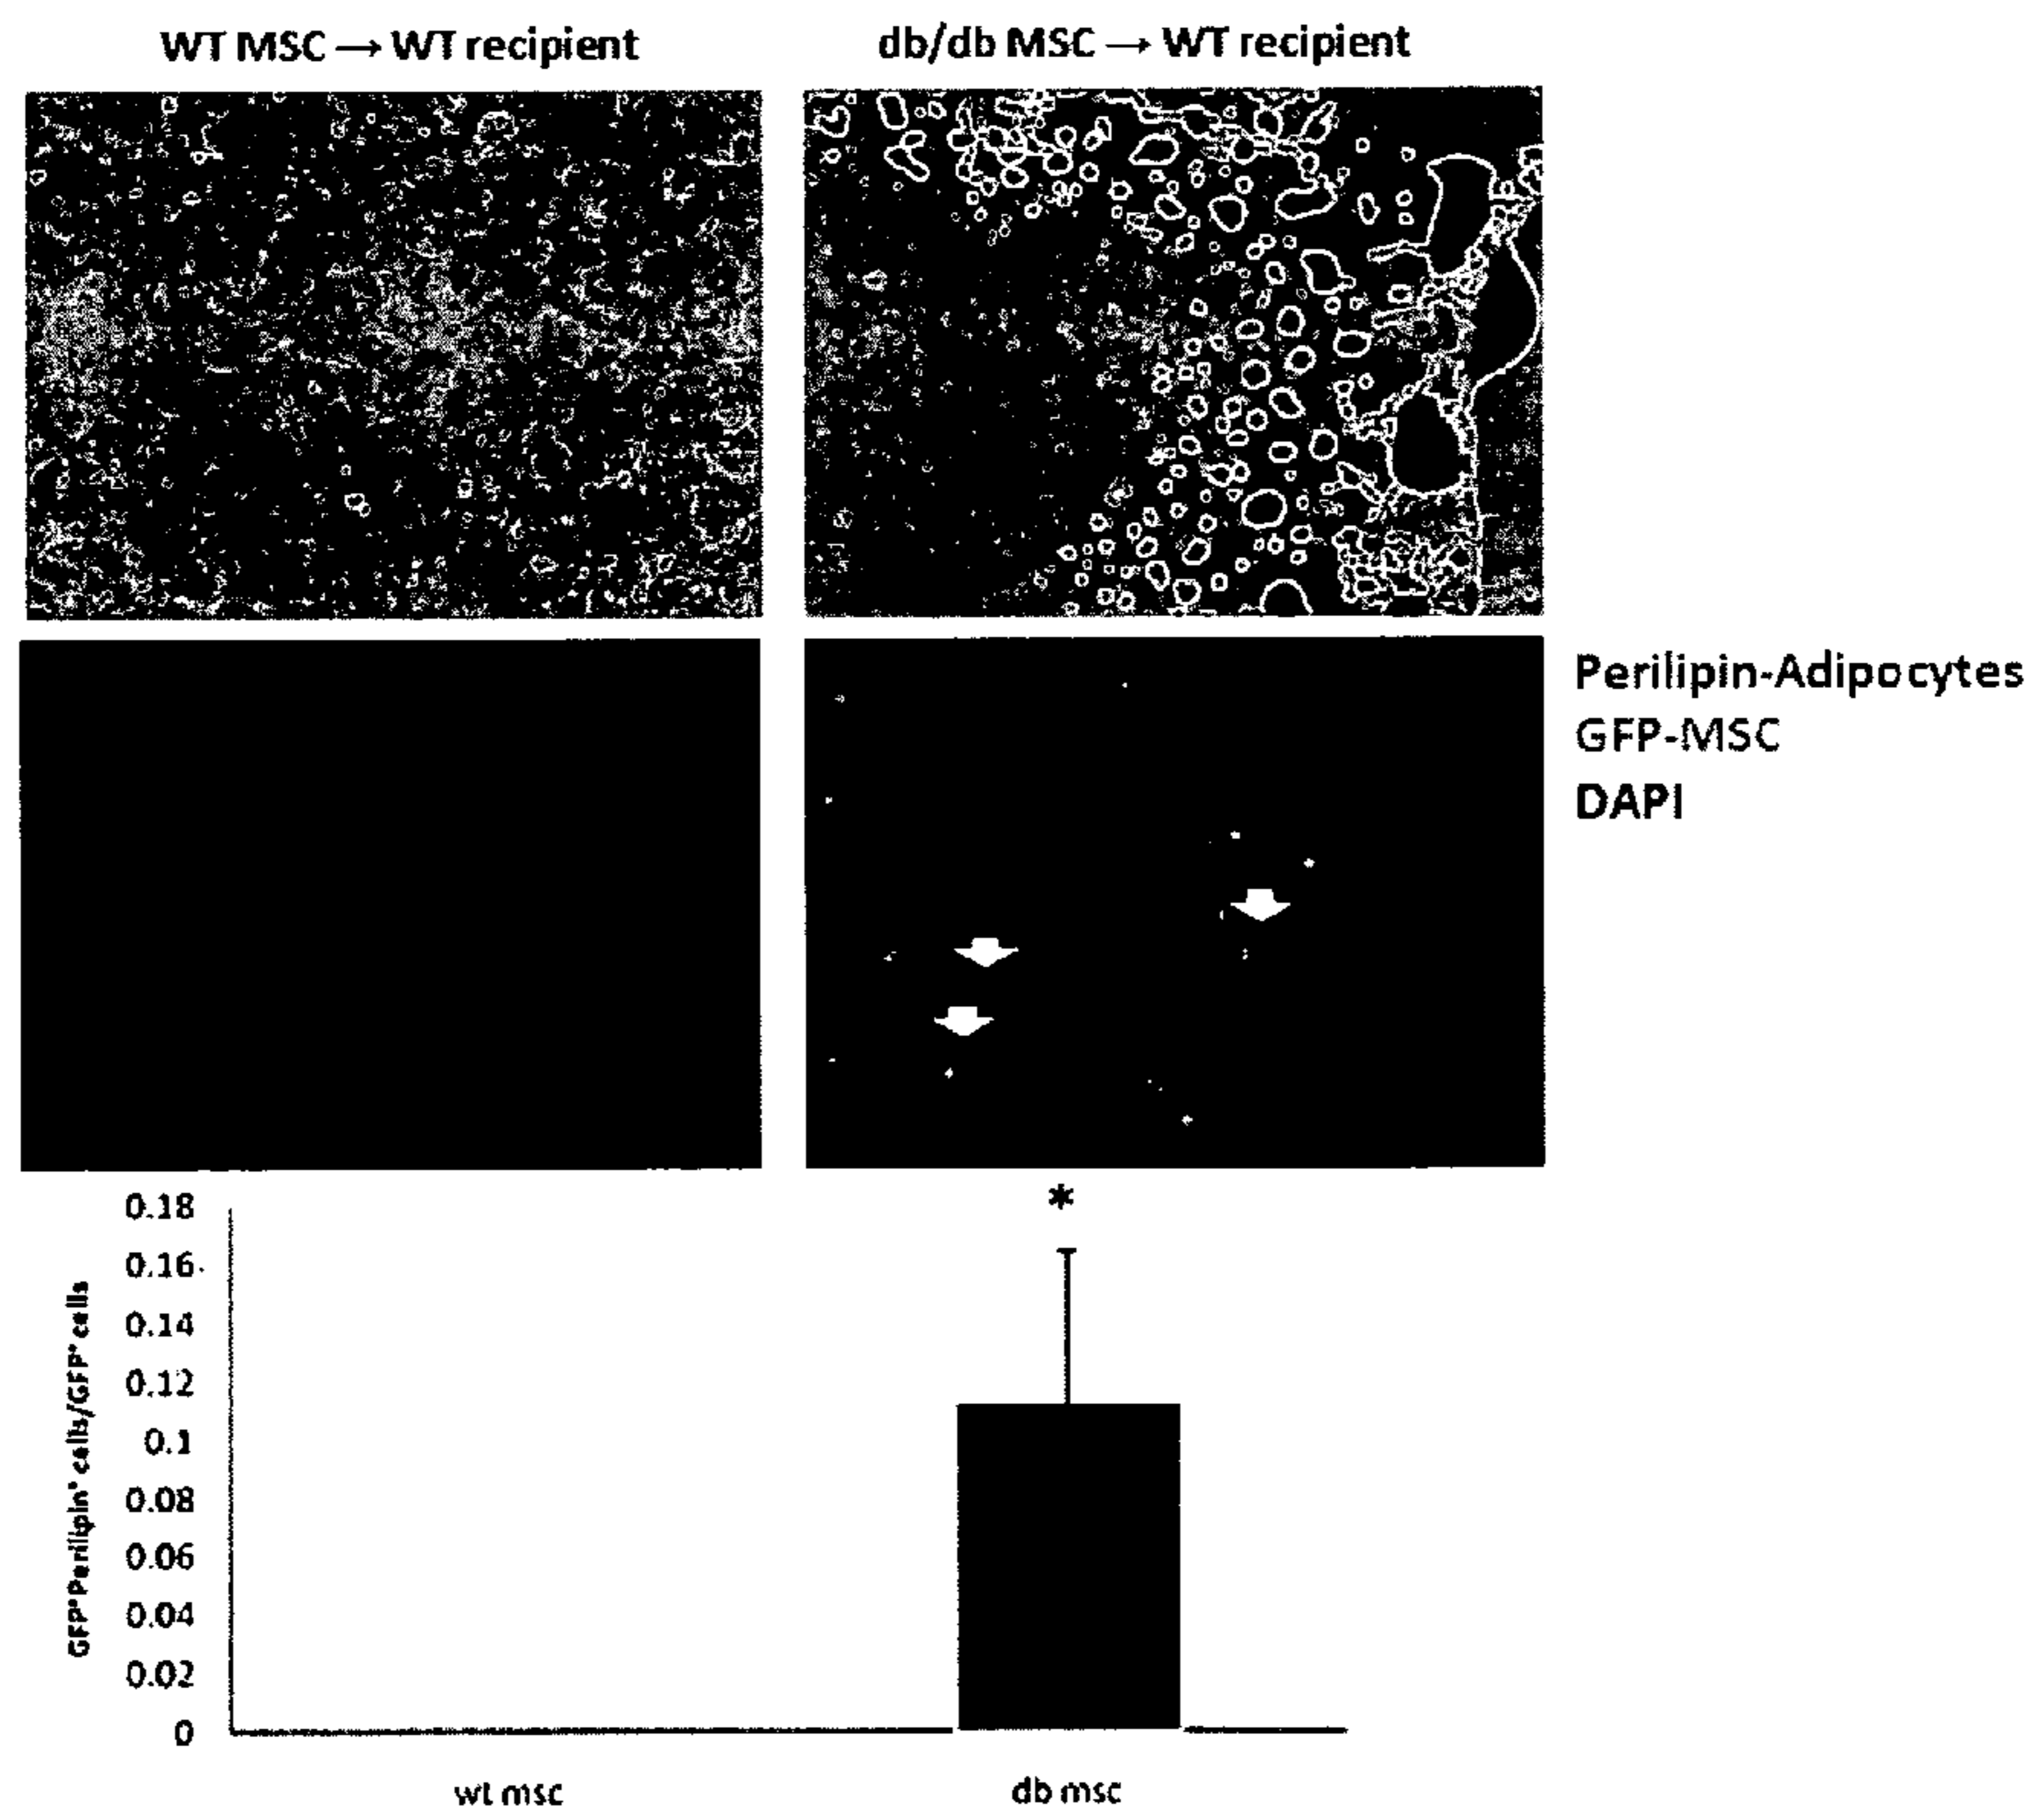 WT MSC → WT recipient
db/db MSC → WT recipient
Perilipin-Adipocytes
GFP-MSC
DAPI
*
0.18
0.16
0.14
0.12
0.1
0.08
0.06
0.04
0.02
0
GFP⁺Perilipin⁺ cells/GFP⁺ cells
wt msc
db msc